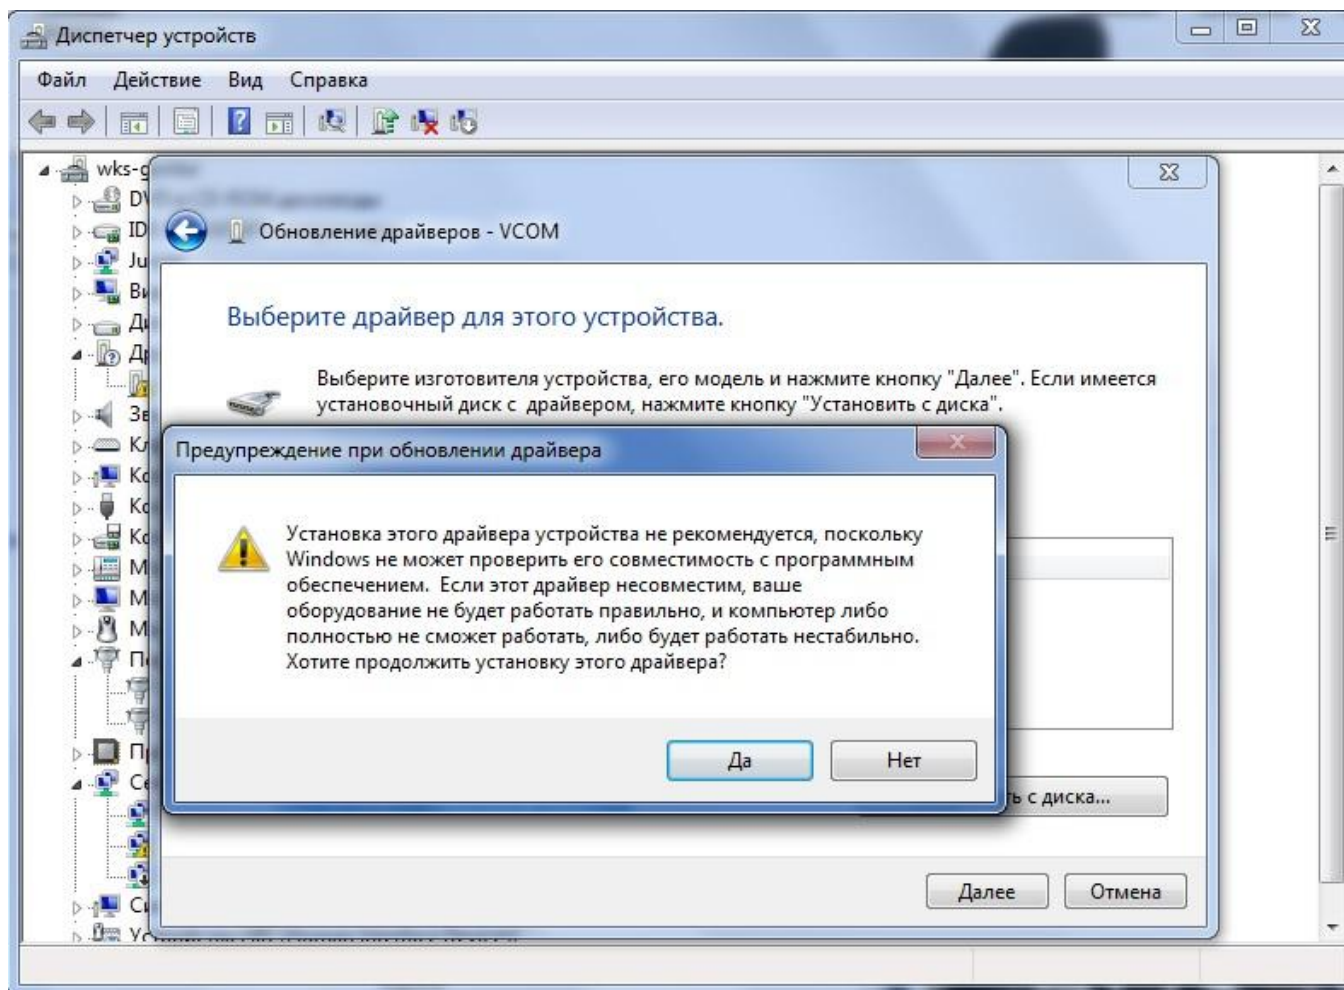 Диспетчер устройств
Файл Действие Вид Справка
Обновление драйверов - VCOM
Выберите драйвер для этого устройства.
Выберите изготовителя устройства, его модель и нажмите кнопку "Далее". Если имеется
установочный диск с драйвером, нажмите кнопку "Установить с диска".
Предупреждение при обновлении драйвера
Установка этого драйвера устройства не рекомендуется, поскольку
Windows не может проверить его совместимость с программным
обеспечением. Если этот драйвер несовместим, ваше
оборудование не будет работать правильно, и компьютер либо
полностью не сможет работать, либо будет работать нестабильно.
Хотите продолжить установку этого драйвера?
Да Нет
с диска...
Далее Отмена